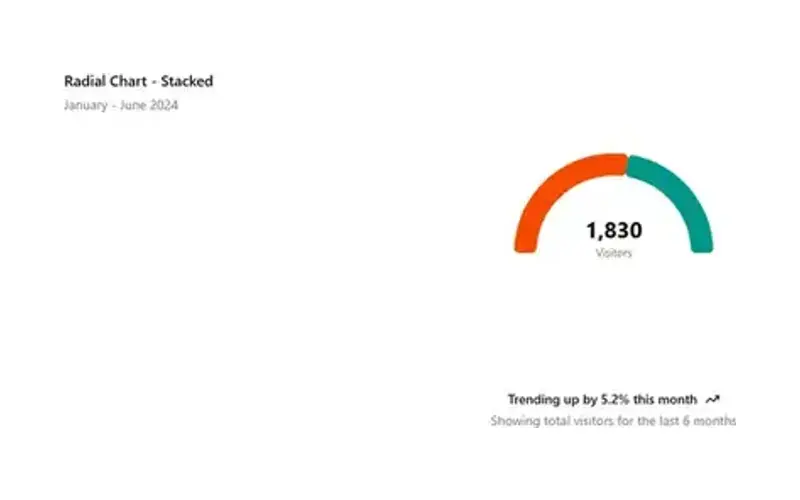 Radial Chart - Stacked
January - June 2024
1,830
Visitors
Trending up by 5.2% this month
Showing total visitors for the last 6 months